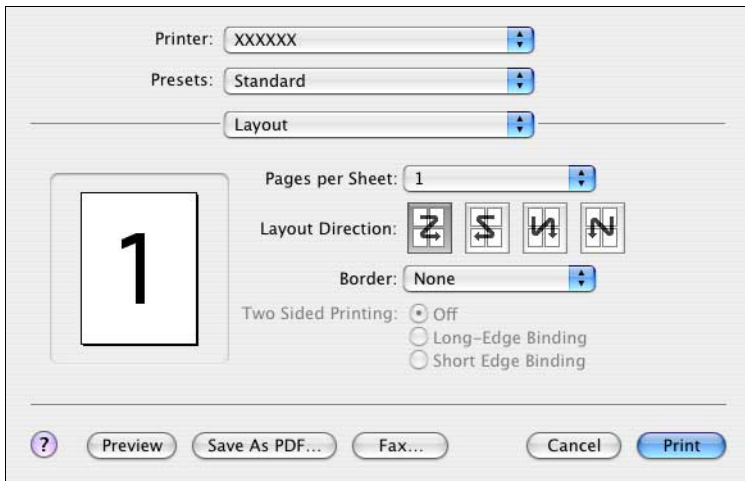 Printer: XXXXXX
Presets: Standard
Layout
Pages per Sheet: 1
Layout Direction:
1
Border: None
Two Sided Printing: Off
Long-Edge Binding
Short Edge Binding
? Preview Save As PDF... Fax... Cancel Print